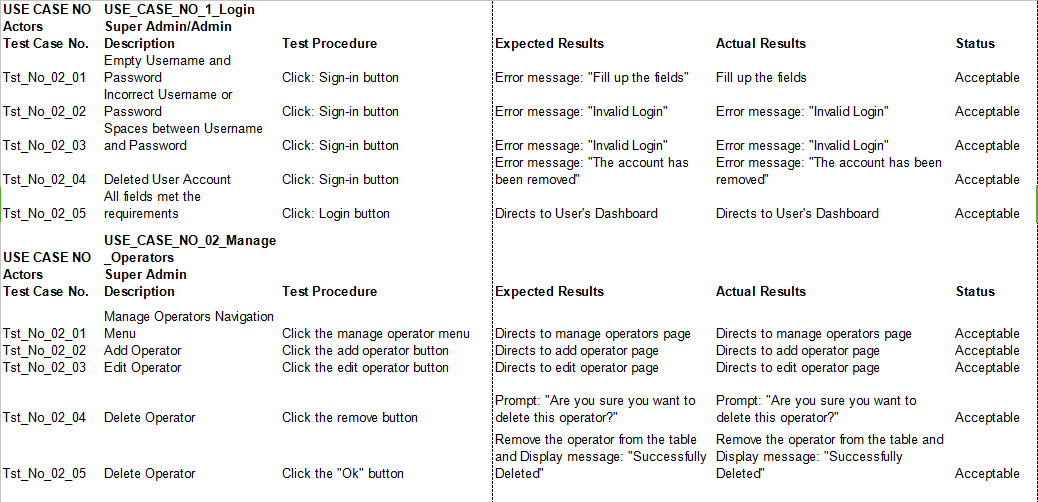 USE CASE NO USE_CASE_NO_1_Login
Actors Super Admin/Admin
Test Case No. Description Test Procedure Expected Results Actual Results Status
Empty Username and
Tst_No_02_01 Password Click: Sign-in button Error message: "Fill up the fields" Fill up the fields Acceptable
Incorrect Username or
Tst_No_02_02 Password Click: Sign-in button Error message: "Invalid Login" Error message: "Invalid Login" Acceptable
Spaces between Username
Tst_No_02_03 and Password Click: Sign-in button Error message: "Invalid Login" Error message: "Invalid Login" Acceptable
Error message: "The account has Error message: "The account has been
Tst_No_02_04 Deleted User Account Click: Sign-in button been removed" removed" Acceptable
All fields met the
Tst_No_02_05 requirements Click: Login button Directs to User's Dashboard Directs to User's Dashboard Acceptable
USE_CASE_NO_02_Manage
USE CASE NO _Operators
Actors Super Admin
Test Case No. Description Test Procedure Expected Results Actual Results Status
Manage Operators Navigation
Tst_No_02_01 Menu Click the manage operator menu Directs to manage operators page Directs to manage operators page Acceptable
Tst_No_02_02 Add Operator Click the add operator button Directs to add operator page Directs to add operator page Acceptable
Tst_No_02_03 Edit Operator Click the edit operator button Directs to edit operator page Directs to edit operator page Acceptable
Prompt: "Are you sure you want to Prompt: "Are you sure you want to
Tst_No_02_04 Delete Operator Click the remove button delete this operator?" delete this operator?" Acceptable
Remove the operator from the table Remove the operator from the table and
and Display message: "Successfully Display message: "Successfully
Tst_No_02_05 Delete Operator Click the "Ok" button Deleted" Deleted" Acceptable